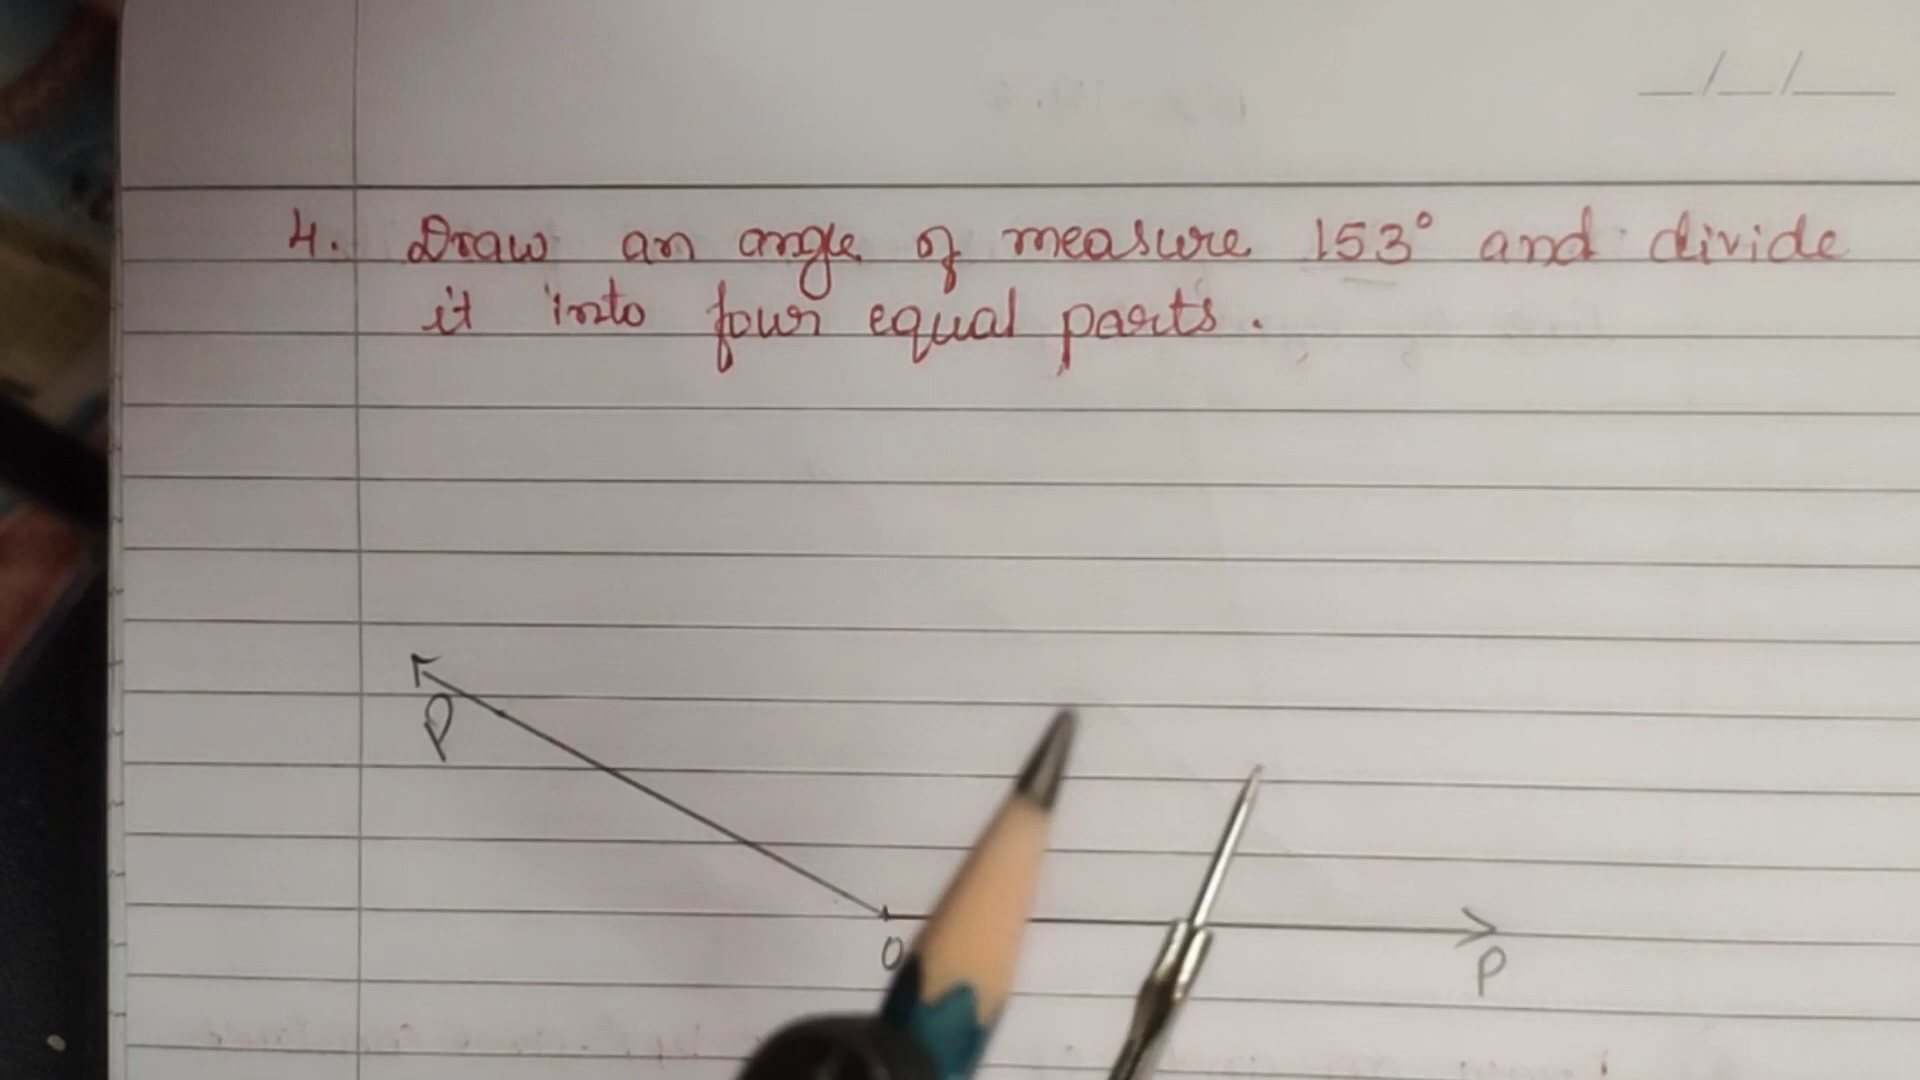 4. Draw an angle of measure 153° and divide
it into four equal parts.
O
P